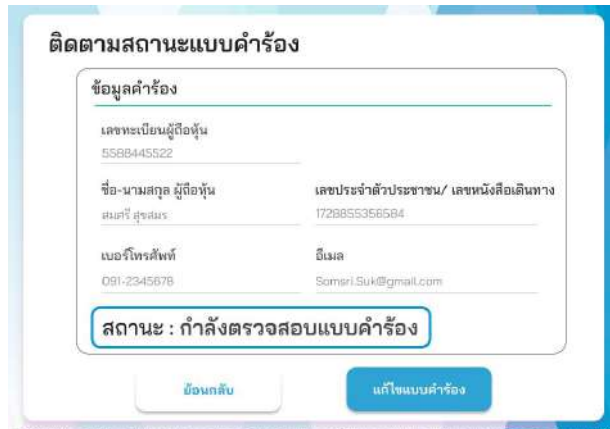 ติดตามสถานะแบบคำร้อง
ข้อมูลคำร้อง
เลขทะเบียนผู้ถือหุ้น
5588445522
ชื่อ-นามสกุล ผู้ถือหุ้น เลขประจำตัวประชาชน/ เลขหนังสือเดินทาง
สมศรี สุขสมร 1728855356584
เบอร์โทรศัพท์ อีเมล
091-2345678 Somsri.Suk@gmail.com
สถานะ : กำลังตรวจสอบแบบคำร้อง
ย้อนกลับ แก้ไขแบบคำร้อง